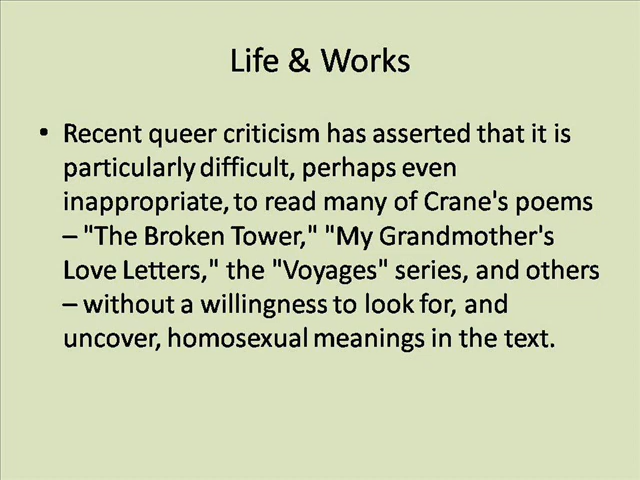 Life & Works
• Recent queer criticism has asserted that it is
particularly difficult, perhaps even
inappropriate, to read many of Crane's poems
– "The Broken Tower," "My Grandmother's
Love Letters," the "Voyages" series, and others
– without a willingness to look for, and
uncover, homosexual meanings in the text.